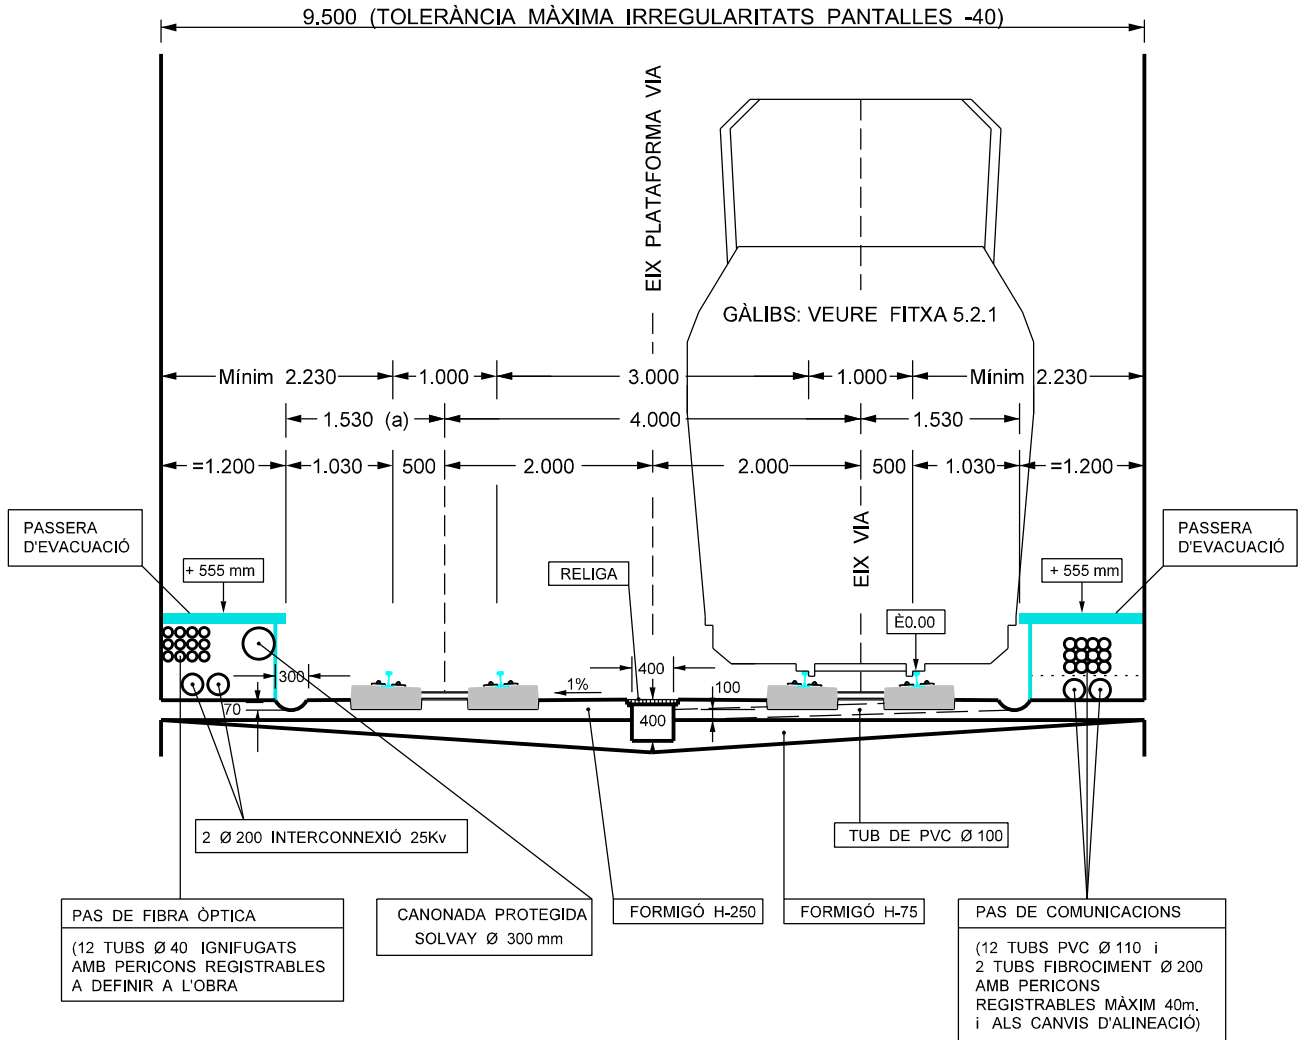 9.500 (TOLERÀNCIA MÀXIMA IRREGULARITATS PANTALLES -40)
EIX PLATAFORMA VIA
GÀLIBS: VEURE FITXA 5.2.1
Mínim 2.230
1.000
3.000
1.000
Mínim 2.230
1.530 (a)
4.000
1.530
=1.200
1.030
500
2.000
2.000
500
1.030
=1.200
EIX VIA
PASSERA
D'EVACUACIÓ
PASSERA
D'EVACUACIÓ
+ 555 mm
RELIGA
+ 555 mm
È0.00
300
400
1%
100
70
400
2 Ø 200 INTERCONNEXIÓ 25Kv
TUB DE PVC Ø 100
PAS DE FIBRA ÒPTICA
(12 TUBS Ø 40 IGNIFUGATS
AMB PERICONS REGISTRABLES
A DEFINIR A L'OBRA
CANONADA PROTEGIDA
SOLVAY Ø 300 mm
FORMIGÓ H-250
FORMIGÓ H-75
PAS DE COMUNICACIONS
(12 TUBS PVC Ø 110 i
2 TUBS FIBROCIMENT Ø 200
AMB PERICONS
REGISTRABLES MÀXIM 40m.
i ALS CANVIS D'ALINEACIÓ)